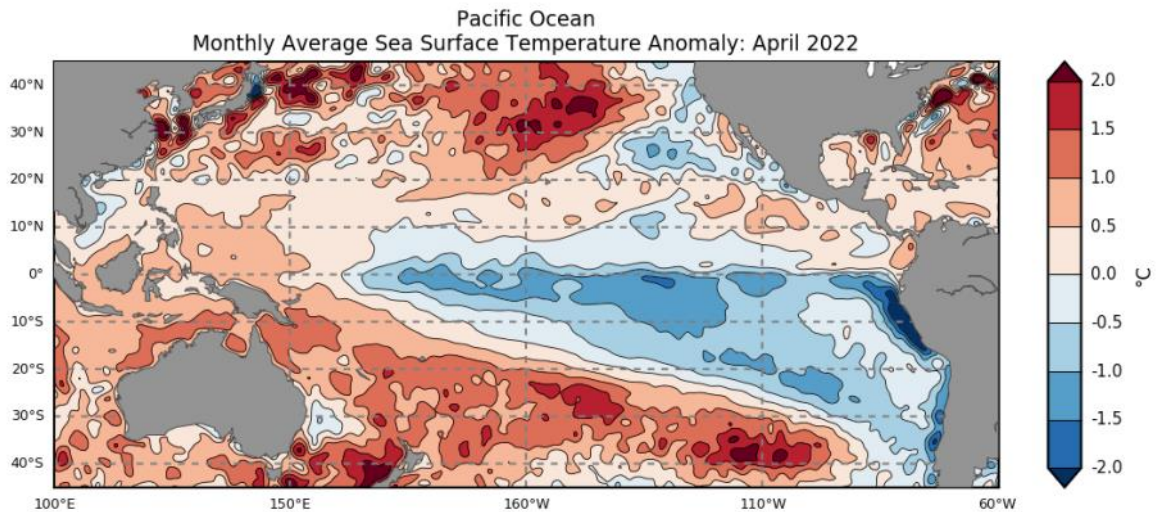 Pacific Ocean
Monthly Average Sea Surface Temperature Anomaly: April 2022
40°N
30°N
20°N
10°N
0°
10°S
20°S
30°S
40°S
100°E
150°E
160°W
110°W
60°W
2.0
1.5
1.0
0.5
0.0
-0.5
-1.0
-1.5
-2.0
°C